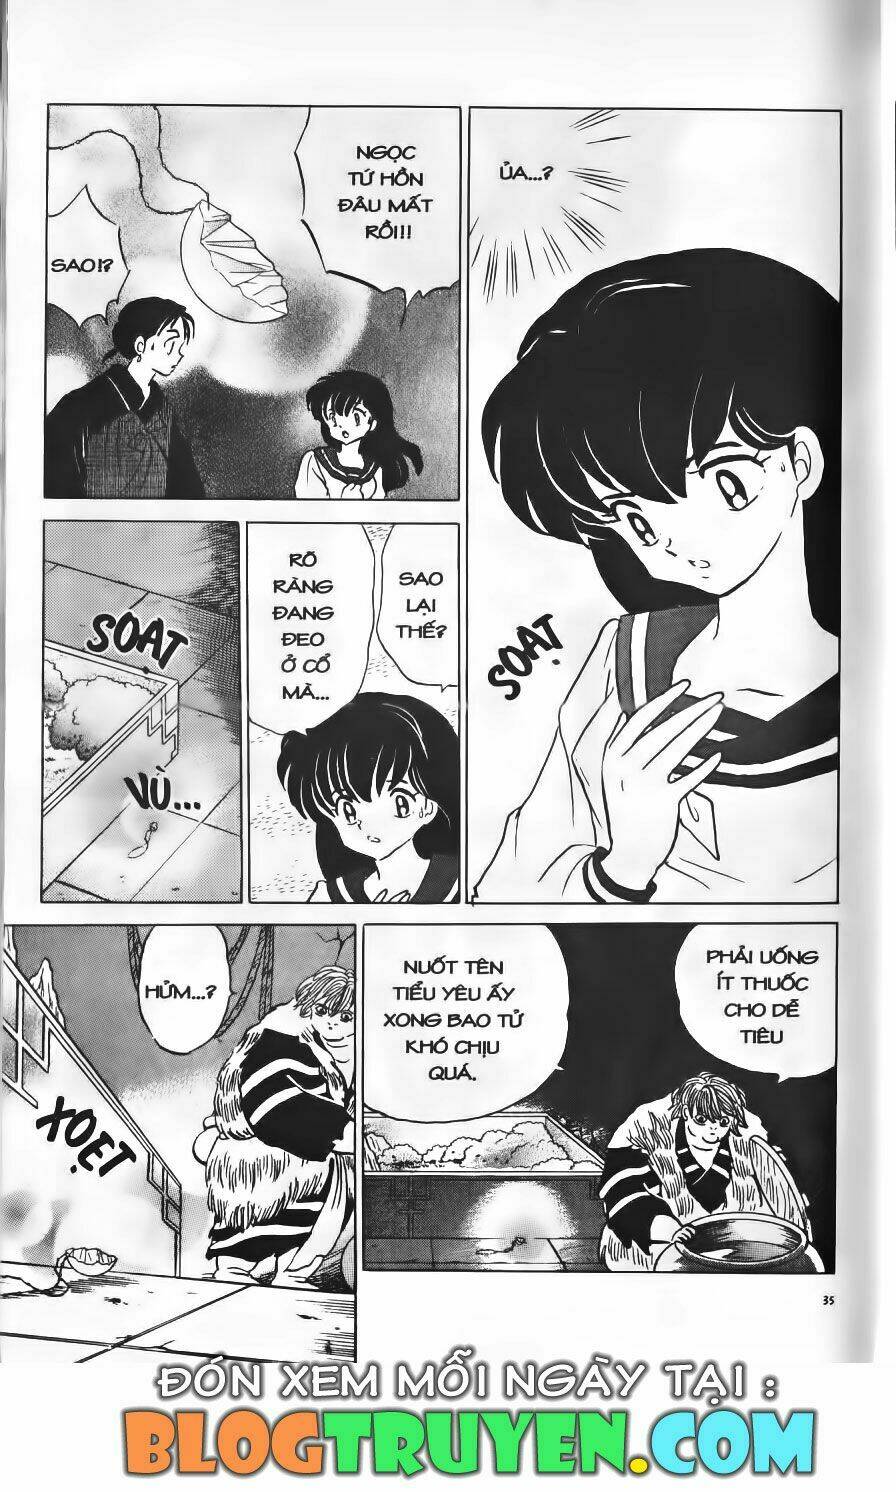 ỦA...?
SOẠT
NGỌC
TỨ HỒN
ĐÂU MẤT
RỒI!!!
SAO!?
SAO
LẠI
THẾ?
RÕ
RÀNG
ĐANG
ĐEO
Ở CỔ
MÀ...
SOẠT
VÙ...
PHẢI UỐNG
ÍT THUỐC
CHO DỄ
TIÊU
NUỐT TÊN
TIỂU YÊU ẤY
XONG BAO TỬ
KHÓ CHỊU
QUÁ.
HỬM...?
XOẸT
35
ĐÓN XEM MỖI NGÀY TẠI :
BLOGTRUYEN.COM